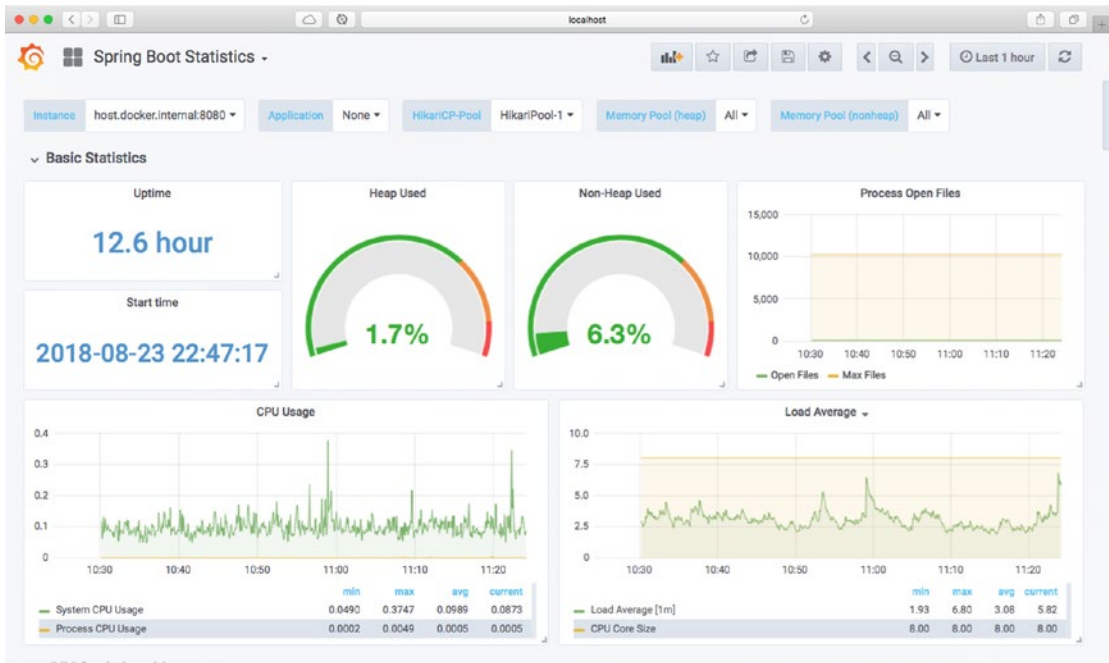 localhost
Spring Boot Statistics
Last 1 hour
Instance host.docker.internal:8080 Application None HikariCP-Pool HikariPool-1 Memory Pool (heap) All Memory Pool (nonheap) All
Basic Statistics
Uptime
12.6 hour
Start time
2018-08-23 22:47:17
Heap Used
1.7%
Non-Heap Used
6.3%
Process Open Files
15,000
10,000
5,000
0
10:30 10:40 10:50 11:00 11:10 11:20
Open Files Max Files
CPU Usage
0.4
0.3
0.2
0.1
0
10:30 10:40 10:50 11:00 11:10 11:20
min max avg current
System CPU Usage 0.0490 0.3747 0.0989 0.0873
Process CPU Usage 0.0002 0.0049 0.0005 0.0005
Load Average
10.0
7.5
5.0
2.5
0
10:30 10:40 10:50 11:00 11:10 11:20
min max avg current
Load Average [1m] 1.93 6.80 3.08 5.82
CPU Core Size 8.00 8.00 8.00 8.00